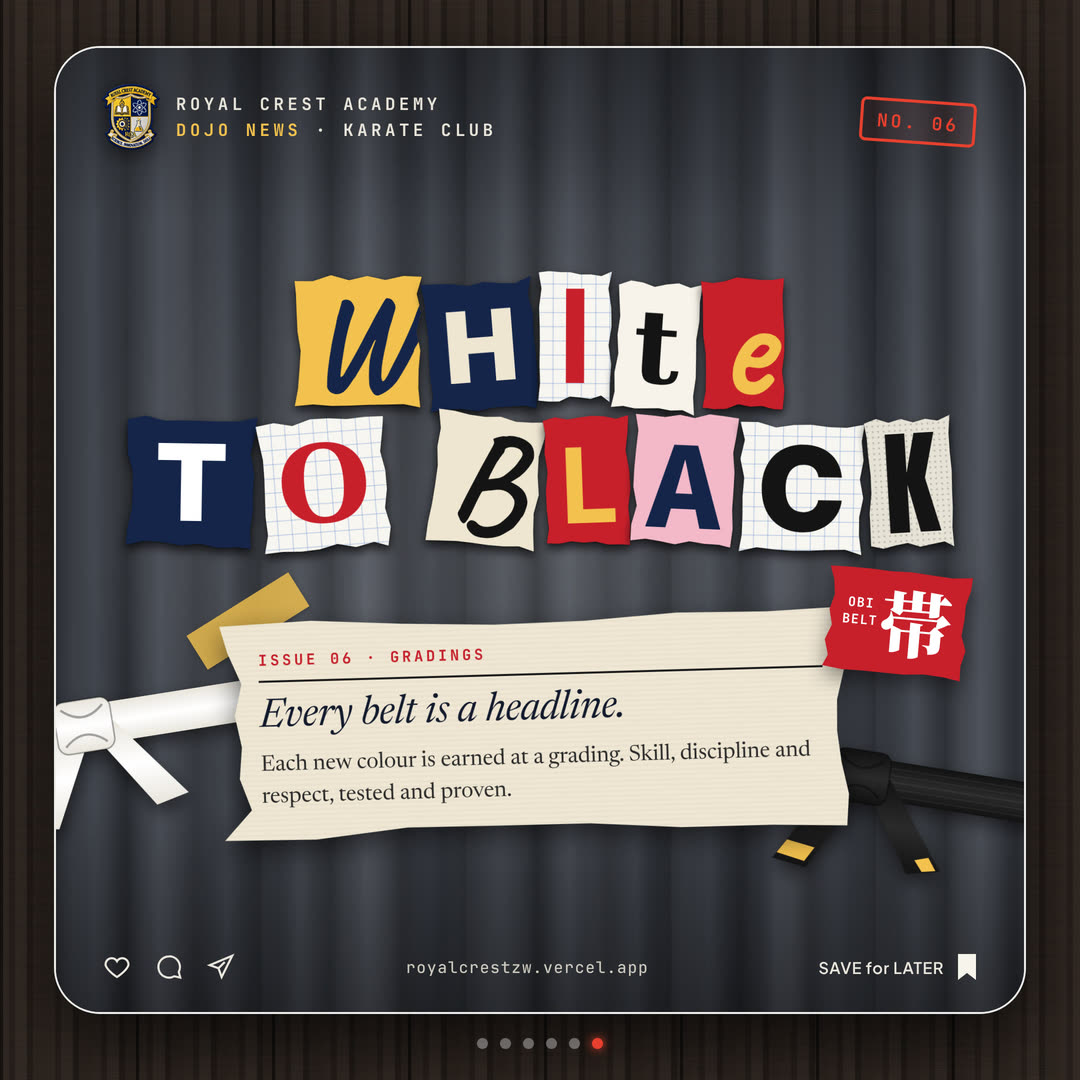 ROYAL CREST ACADEMY
DOJO NEWS · KARATE CLUB
NO. 06
WHIte
TO BLACK
OBI
BELT
帯
ISSUE 06 · GRADINGS
Every belt is a headline.
Each new colour is earned at a grading. Skill, discipline and
respect, tested and proven.
royalcrestzw.vercel.app
SAVE for LATER